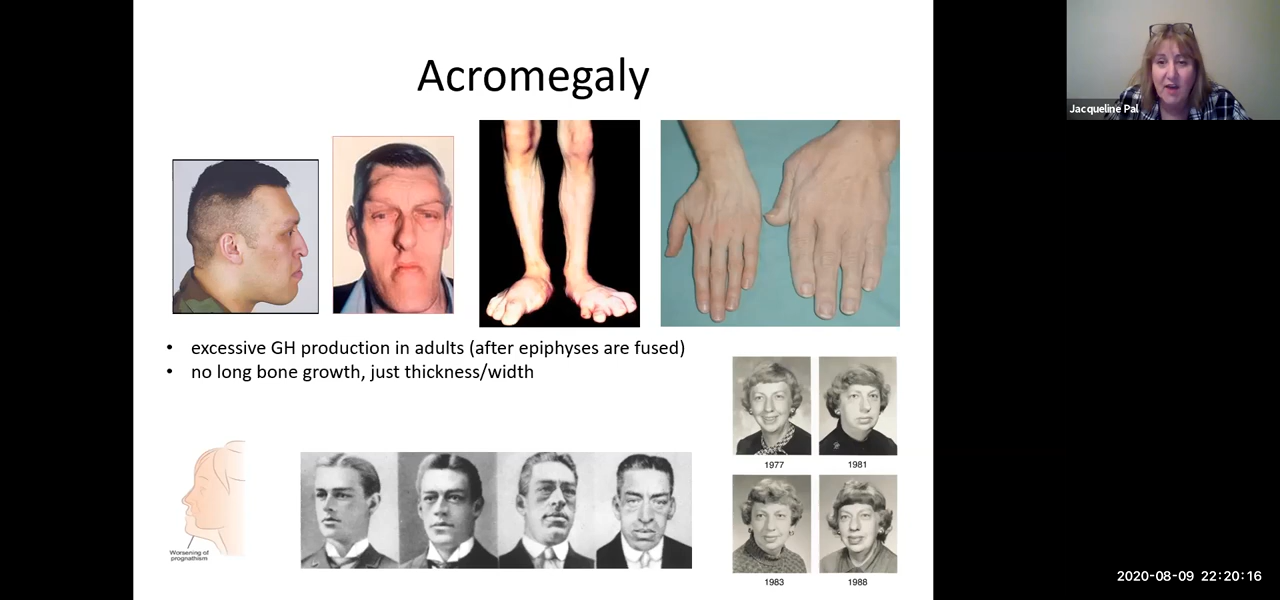 Acromegaly
Jacqueline Pal
• excessive GH production in adults (after epiphyses are fused)
• no long bone growth, just thickness/width
1977
1981
Worsening of
prognathism
1983
1988
2020-08-09 22:20:16